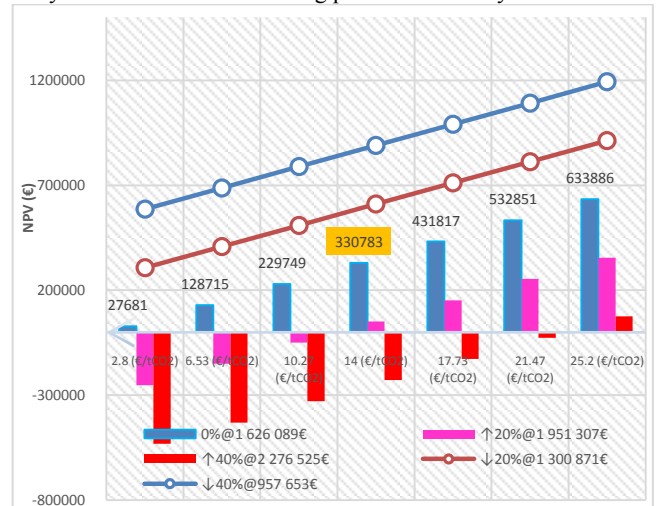 1200000
700000
200000
-300000
-800000
NPV (€)
27681
128715
229749
330783
431817
532851
633886
2.8 (€/tCO2)
6.53 (€/tCO2)
10.27
(€/tCO2)
14 (€/tCO2)
17.73
(€/tCO2)
21.47
(€/tCO2)
25.2 (€/tCO2)
0%@1 626 089€
↑20%@1 951 307€
↑40%@2 276 525€
↓20%@1 300 871€
↓40%@957 653€